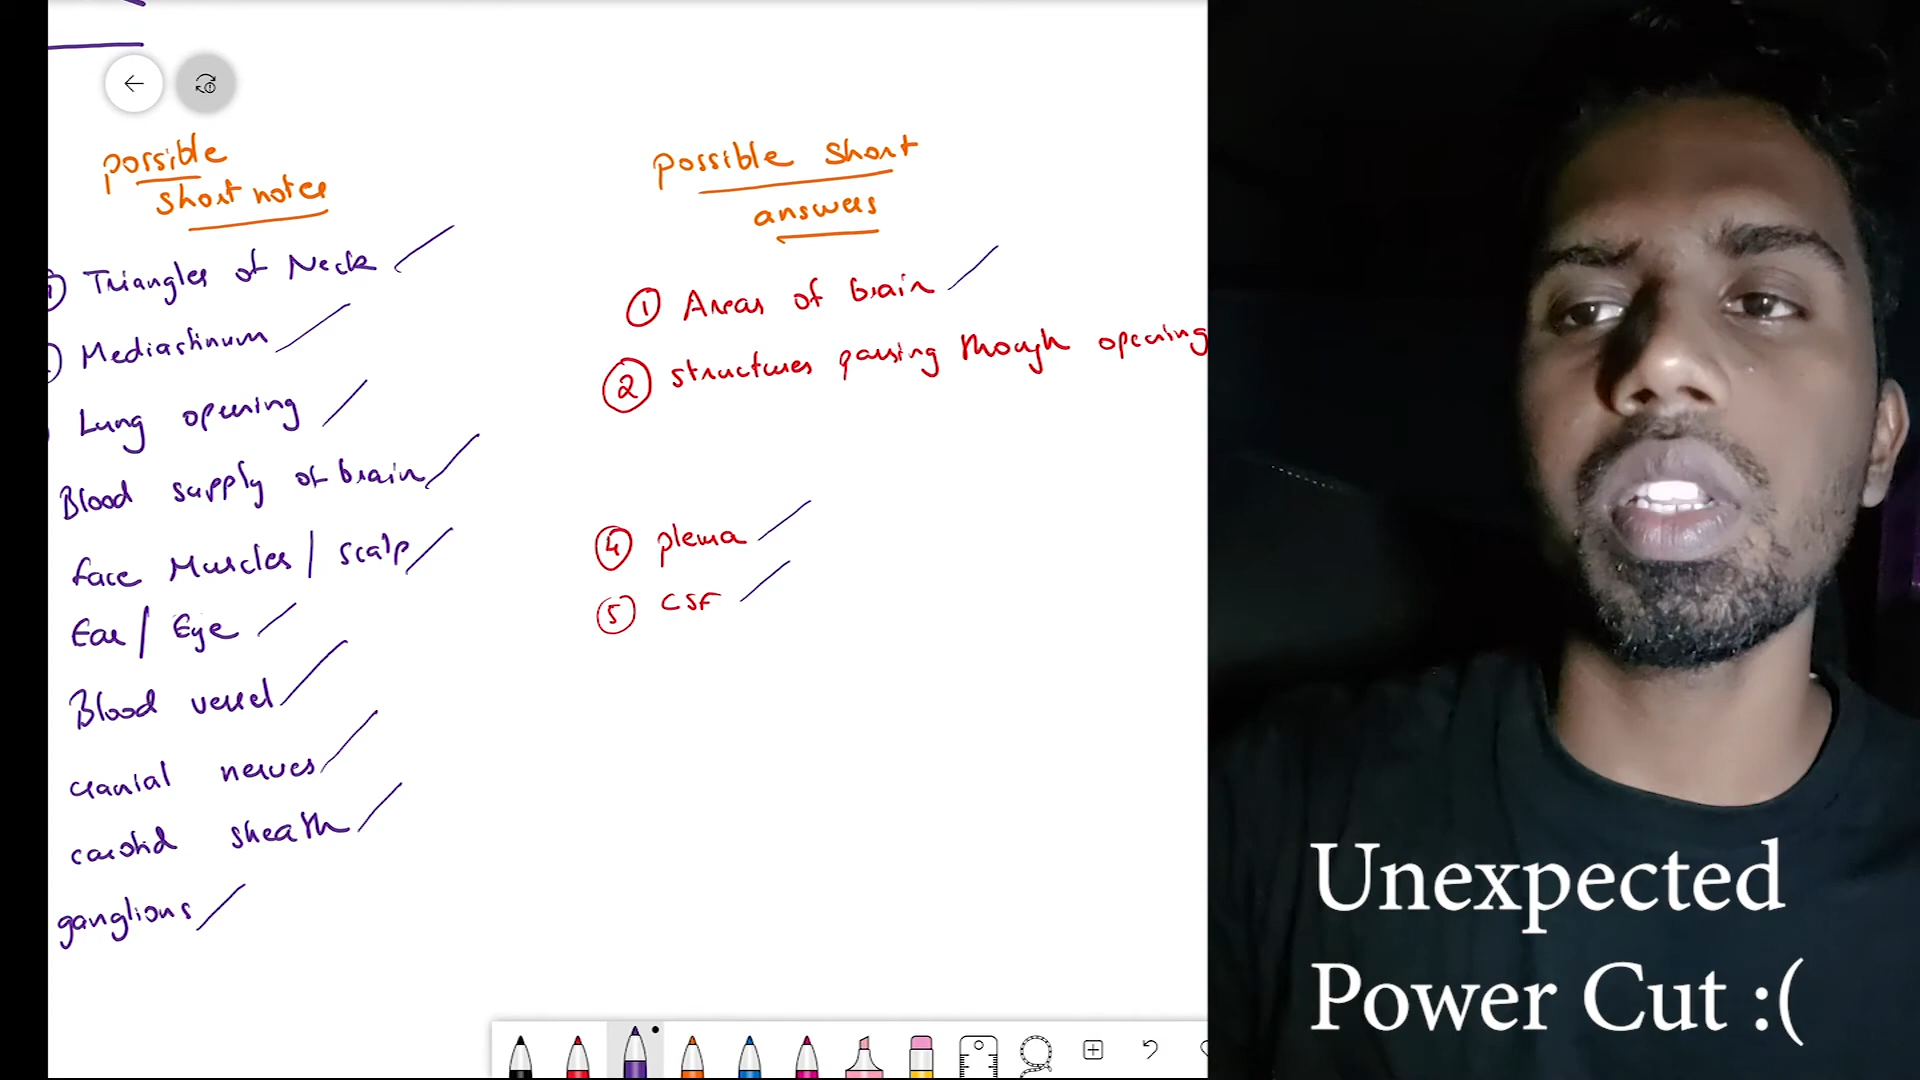 possible
short notes
Triangles of Neck
Mediastinum
Lung opening
Blood supply of brain
face Muscles / scalp
Ear / Eye
Blood vessel
cranial nerves
carotid sheath
ganglions
possible short
answers
① Areas of brain
② structures passing though opening
④ pleura
⑤ CSF
Unexpected
Power Cut :(